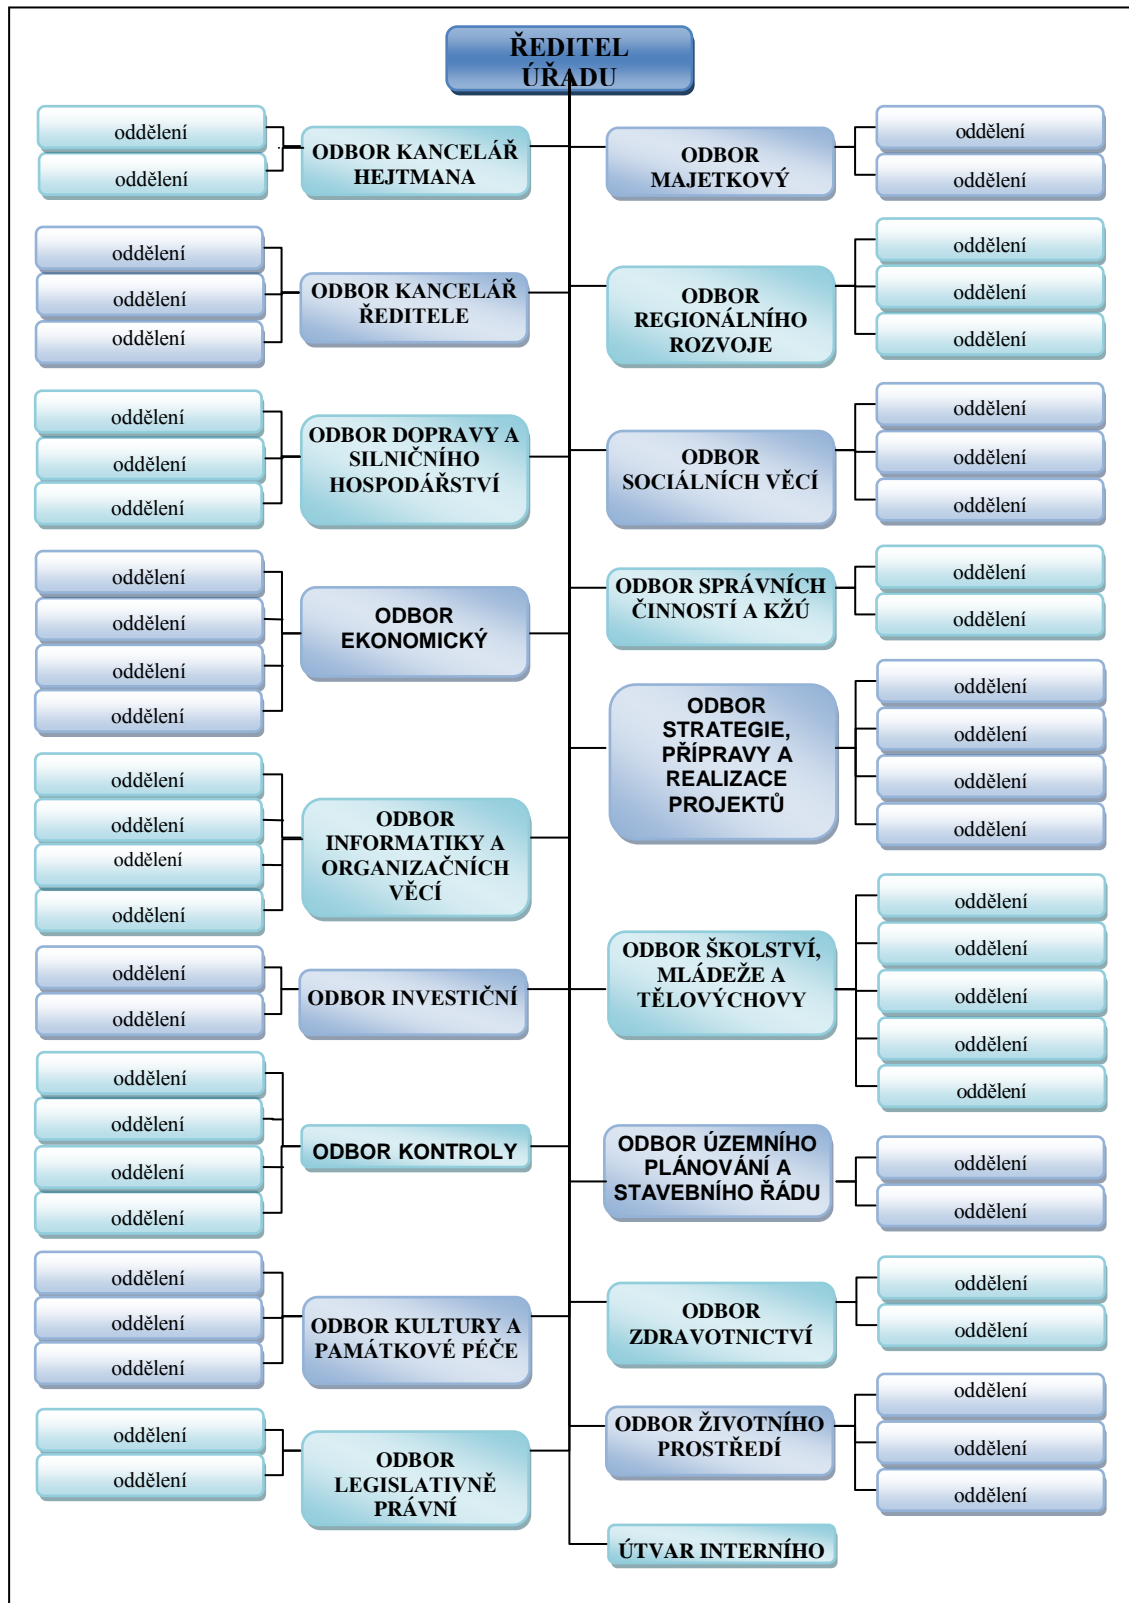 ŘEDITEL
ÚŘADU
oddělení
oddělení
ODBOR KANCELÁŘ
HEJTMANA
oddělení
oddělení
oddělení
ODBOR KANCELÁŘ
ŘEDITELE
oddělení
oddělení
oddělení
ODBOR DOPRAVY A
SILNIČNÍHO
HOSPODÁŘSTVÍ
oddělení
oddělení
oddělení
oddělení
ODBOR
EKONOMICKÝ
oddělení
oddělení
oddělení
oddělení
ODBOR
INFORMATIKY A
ORGANIZAČNÍCH
VĚCÍ
oddělení
oddělení
ODBOR INVESTIČNÍ
oddělení
oddělení
oddělení
oddělení
ODBOR KONTROLY
oddělení
oddělení
oddělení
ODBOR KULTURY A
PAMÁTKOVÉ PÉČE
oddělení
oddělení
ODBOR
LEGISLATIVNĚ
PRÁVNÍ
ODBOR
MAJETKOVÝ
oddělení
oddělení
ODBOR
REGIONÁLNÍHO
ROZVOJE
oddělení
oddělení
oddělení
ODBOR
SOCIÁLNÍCH VĚCÍ
oddělení
oddělení
oddělení
ODBOR SPRÁVNÍCH
ČINNOSTÍ A KŽÚ
oddělení
oddělení
ODBOR
STRATEGIE,
PŘÍPRAVY A
REALIZACE
PROJEKTŮ
oddělení
oddělení
oddělení
oddělení
ODBOR ŠKOLSTVÍ,
MLÁDEŽE A
TĚLOVÝCHOVY
oddělení
oddělení
oddělení
oddělení
oddělení
ODBOR ÚZEMNÍHO
PLÁNOVÁNÍ A
STAVEBNÍHO ŘÁDU
oddělení
oddělení
ODBOR
ZDRAVOTNICTVÍ
oddělení
oddělení
ODBOR ŽIVOTNÍHO
PROSTŘEDÍ
oddělení
oddělení
oddělení
ÚTVAR INTERNÍHO